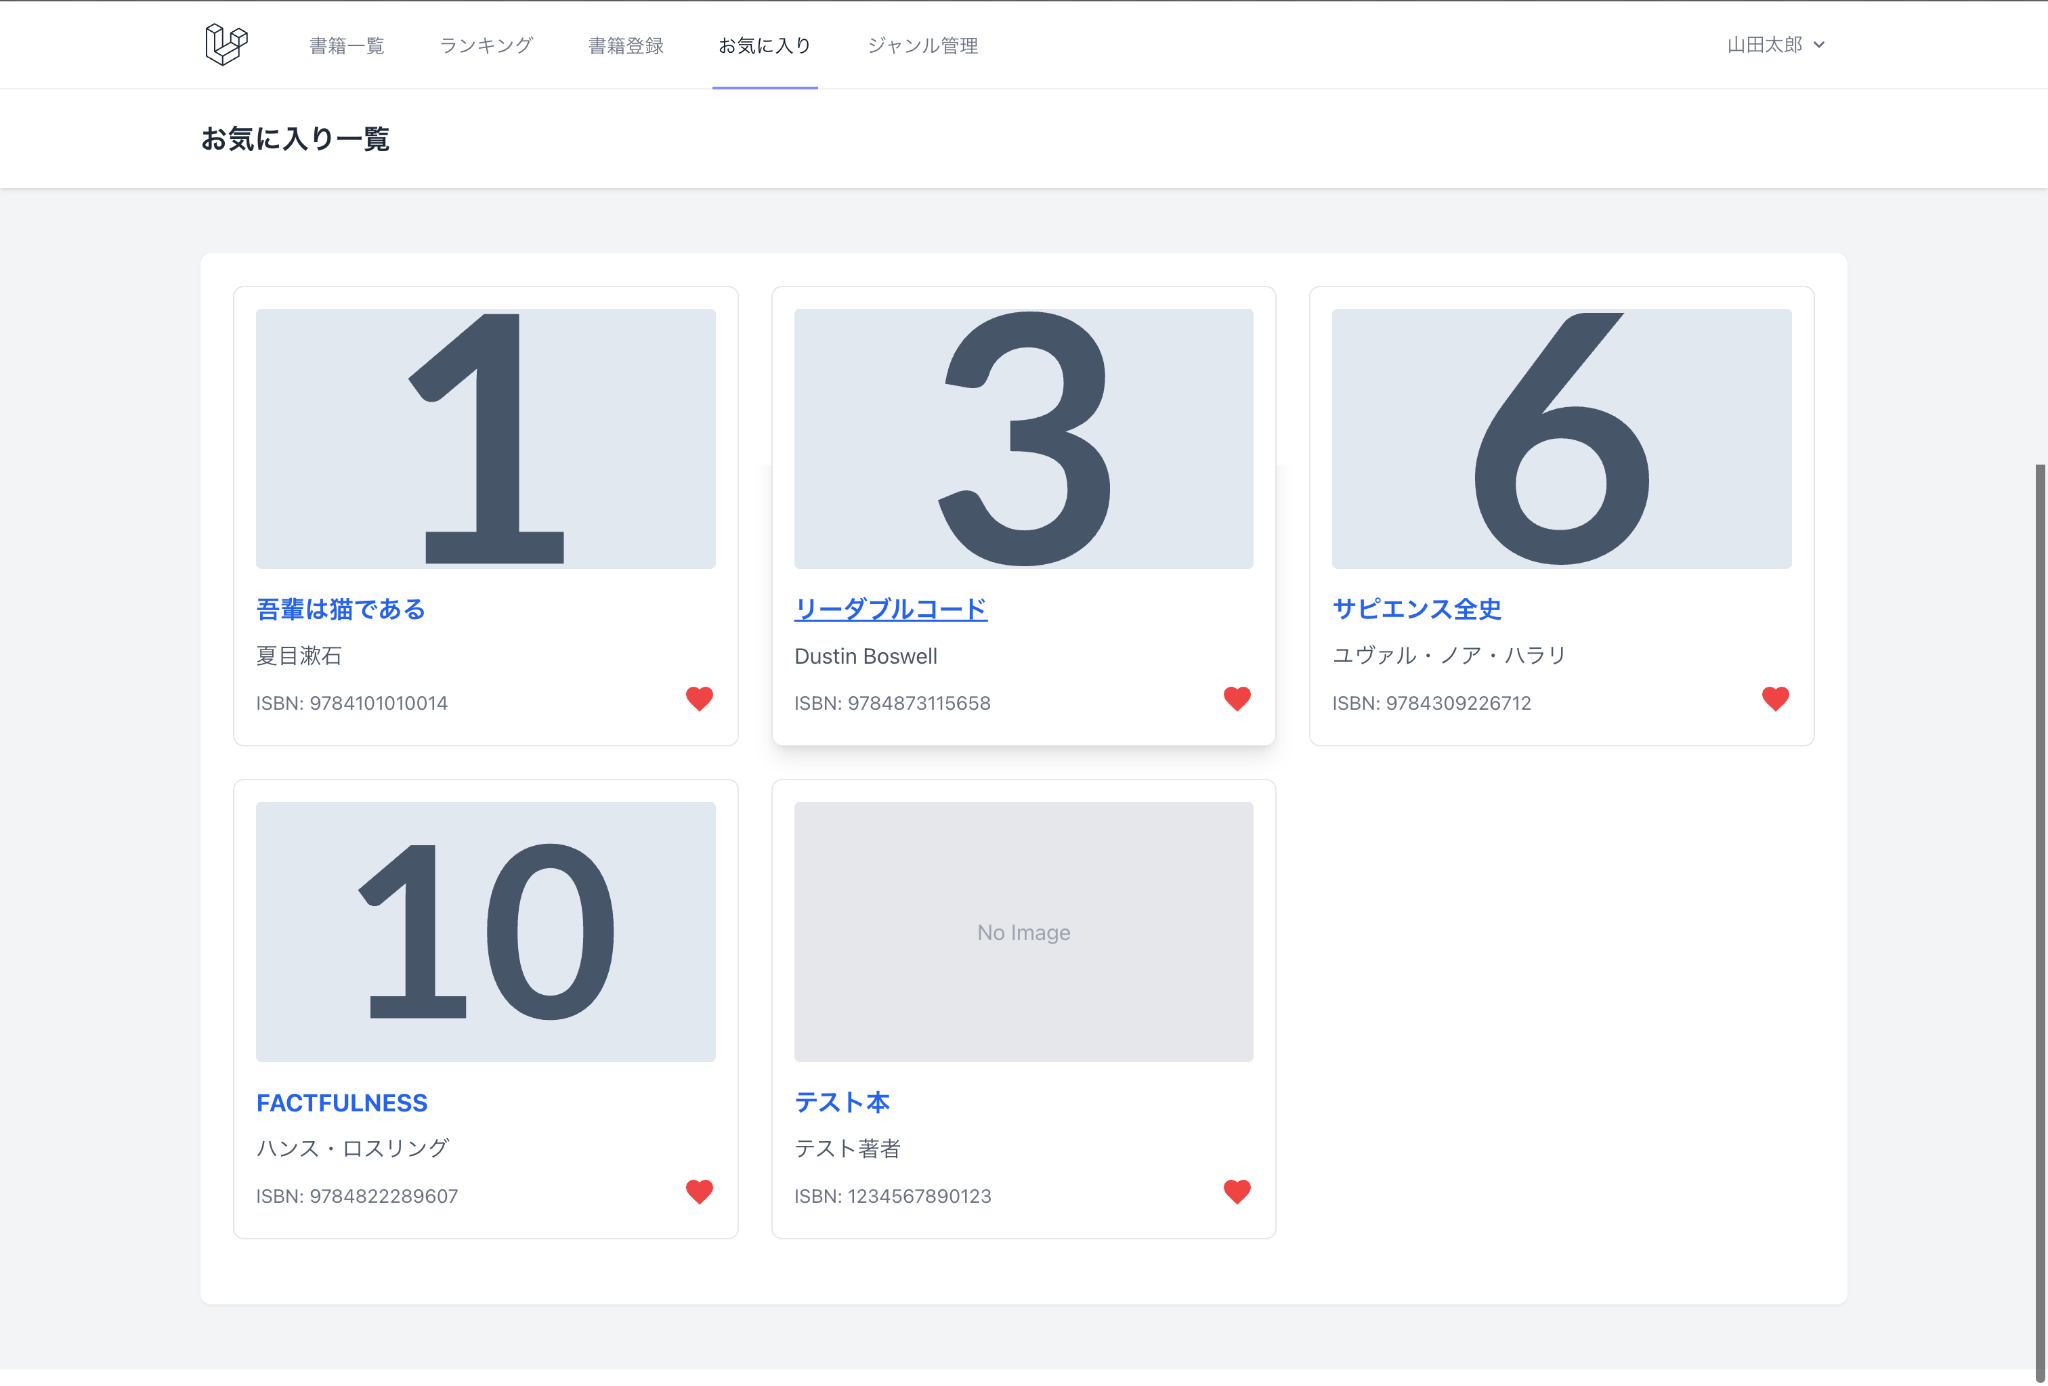 書籍一覧 ランキング 書籍登録 お気に入り ジャンル管理 山田太郎
お気に入り一覧
1
吾輩は猫である
夏目漱石
ISBN: 9784101010014
3
リーダブルコード
Dustin Boswell
ISBN: 9784873115658
6
サピエンス全史
ユヴァル・ノア・ハラリ
ISBN: 9784309226712
10
FACTFULNESS
ハンス・ロスリング
ISBN: 9784822289607
No Image
テスト本
テスト著者
ISBN: 1234567890123